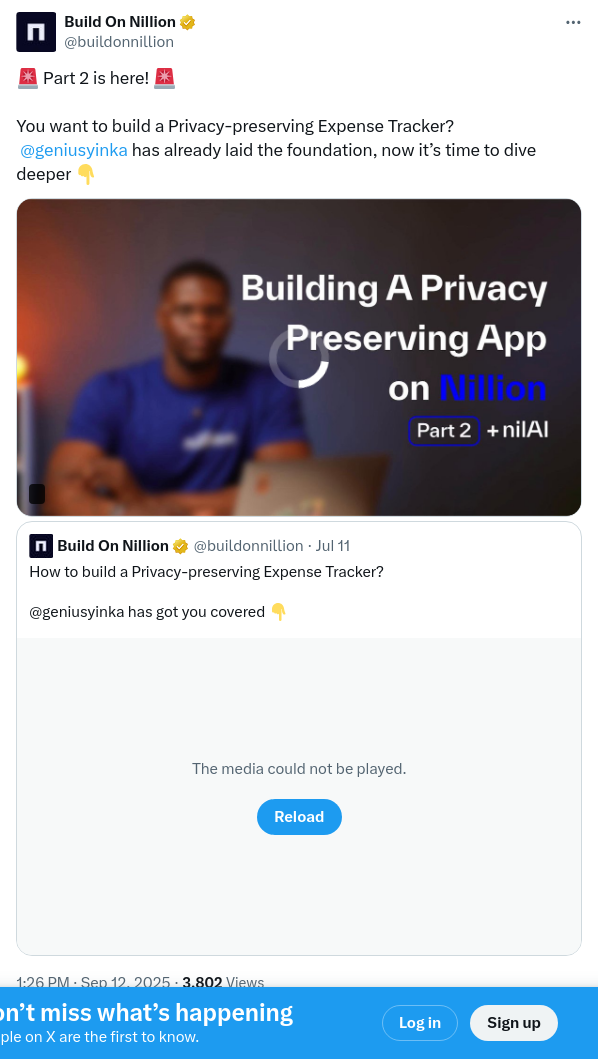 Build On Nillion
@buildonnillion
🚨 Part 2 is here! 🚨
You want to build a Privacy-preserving Expense Tracker?
@geniusyinka has already laid the foundation, now it’s time to dive
deeper 👇
Building A Privacy
Preserving App
on Nillion
Part 2 + nilAI
Build On Nillion @buildonnillion · Jul 11
How to build a Privacy-preserving Expense Tracker?
@geniusyinka has got you covered 👇
The media could not be played.
Reload
1:26 PM · Sep 12, 2025 · 3,802 Views
on’t miss what’s happening
ple on X are the first to know.
Log in
Sign up